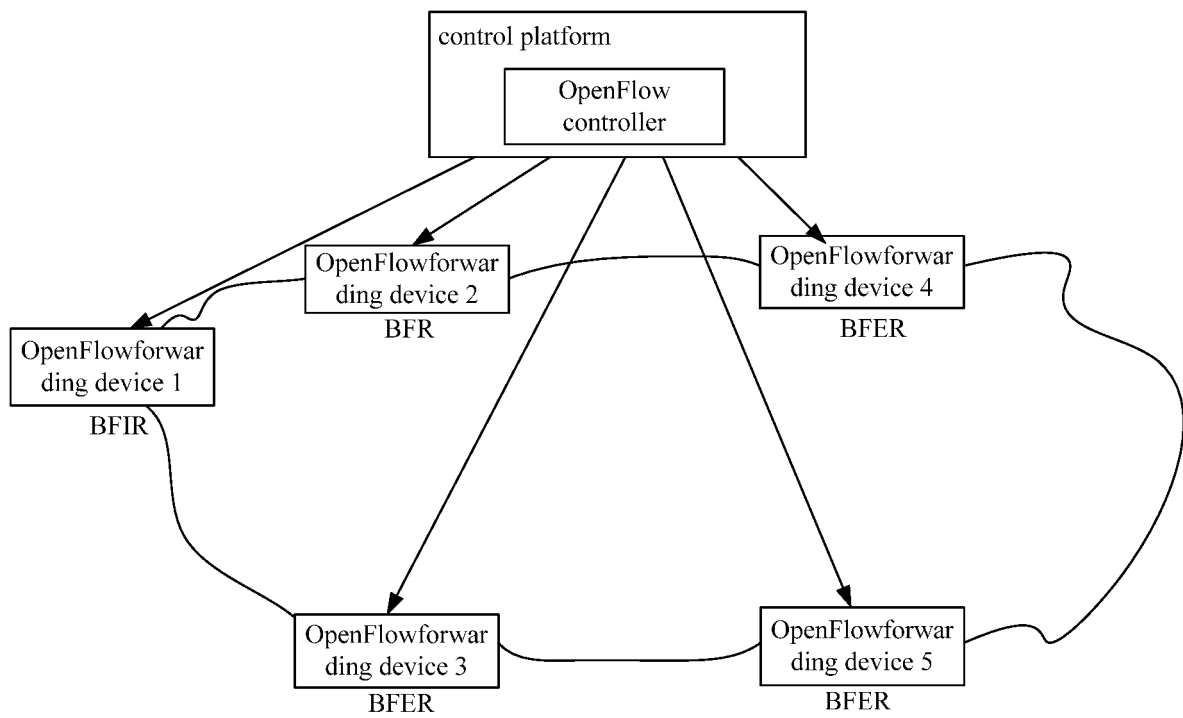 control platform
OpenFlow
controller
OpenFlowforwar
ding device 2
BFR
OpenFlowforwar
ding device 4
BFER
OpenFlowforwar
ding device 1
BFIR
OpenFlowforwar
ding device 3
BFER
OpenFlowforwar
ding device 5
BFER